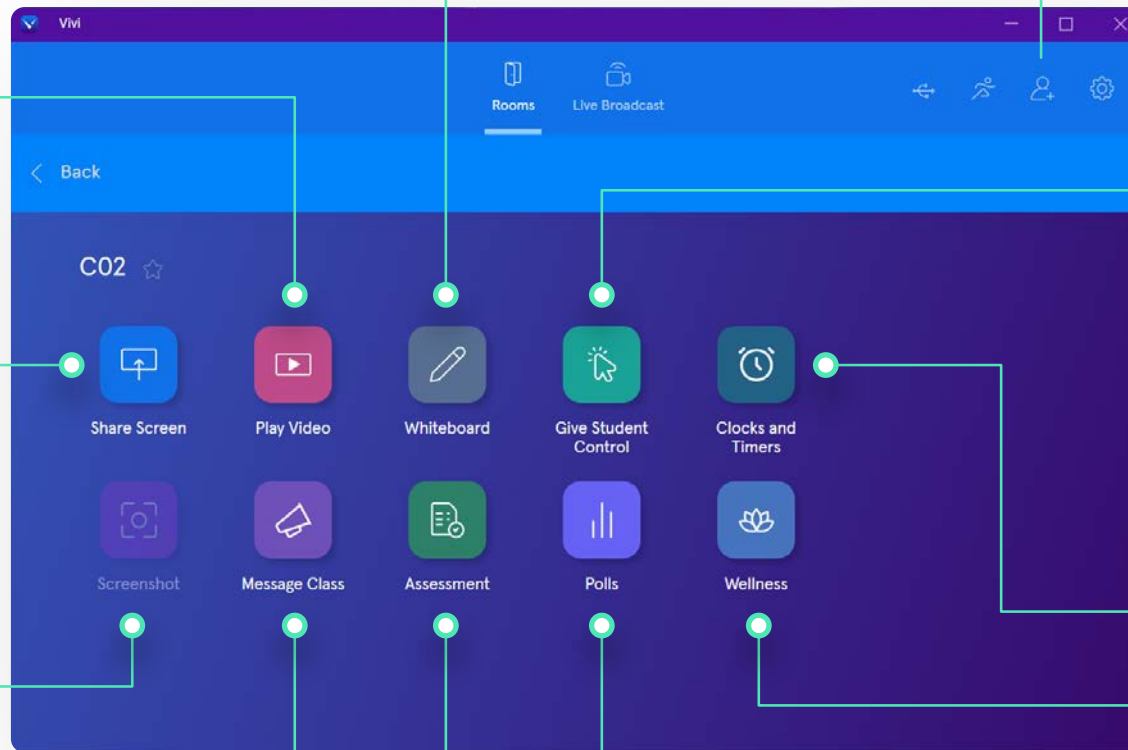 Vivi
Rooms
Live Broadcast
Back
C02
Share Screen
Play Video
Whiteboard
Give Student
Control
Clocks and
Timers
Screenshot
Message Class
Assessment
Polls
Wellness